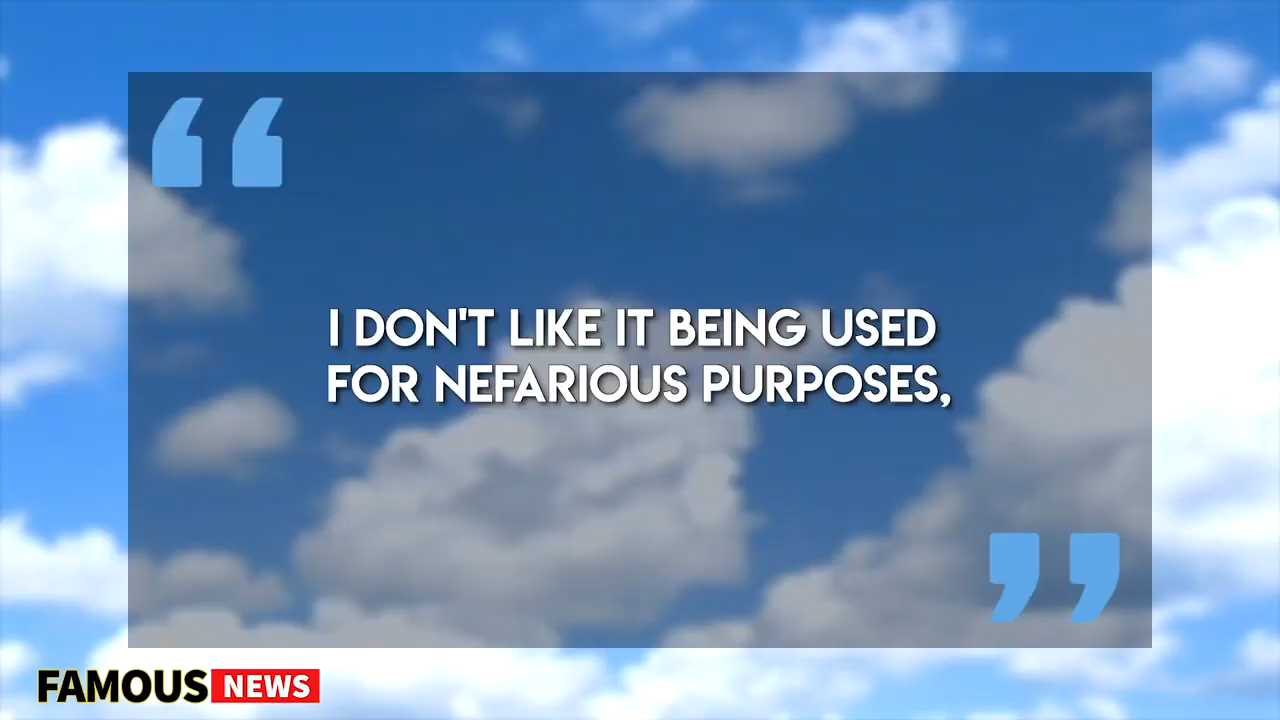 I DON'T LIKE IT BEING USED
FOR NEFARIOUS PURPOSES,
FAMOUS NEWS